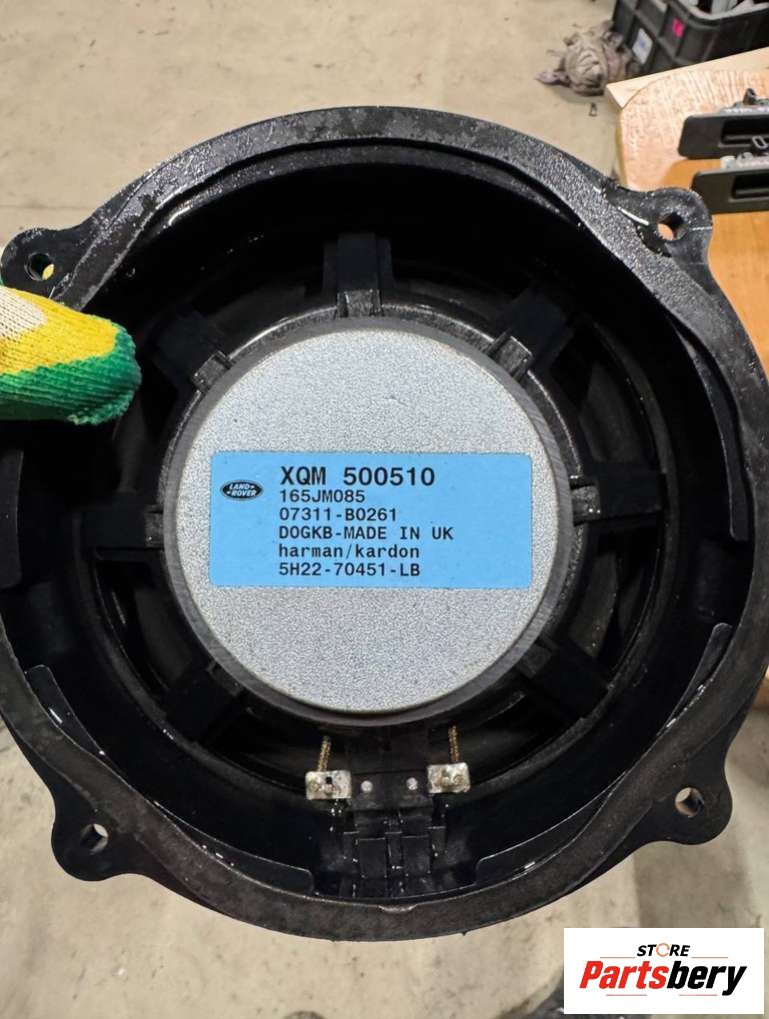 XQM 500510
LAND ROVER
165JM085
07311-B0261
DOGKB-MADE IN UK
harman/kardon
5H22-70451-LB
STORE
Partsbery